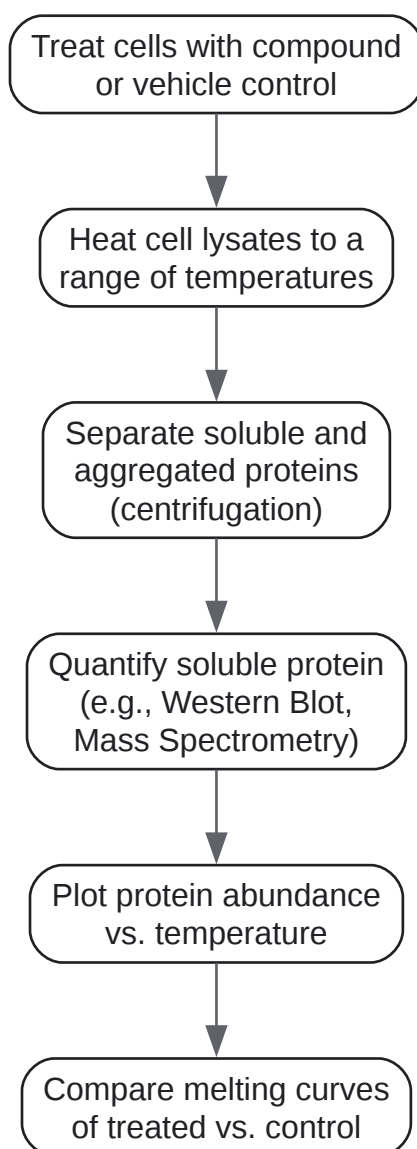 Treat cells with compound
or vehicle control
Heat cell lysates to a
range of temperatures
Separate soluble and
aggregated proteins
(centrifugation)
Quantify soluble protein
(e.g., Western Blot,
Mass Spectrometry)
Plot protein abundance
vs. temperature
Compare melting curves
of treated vs. control